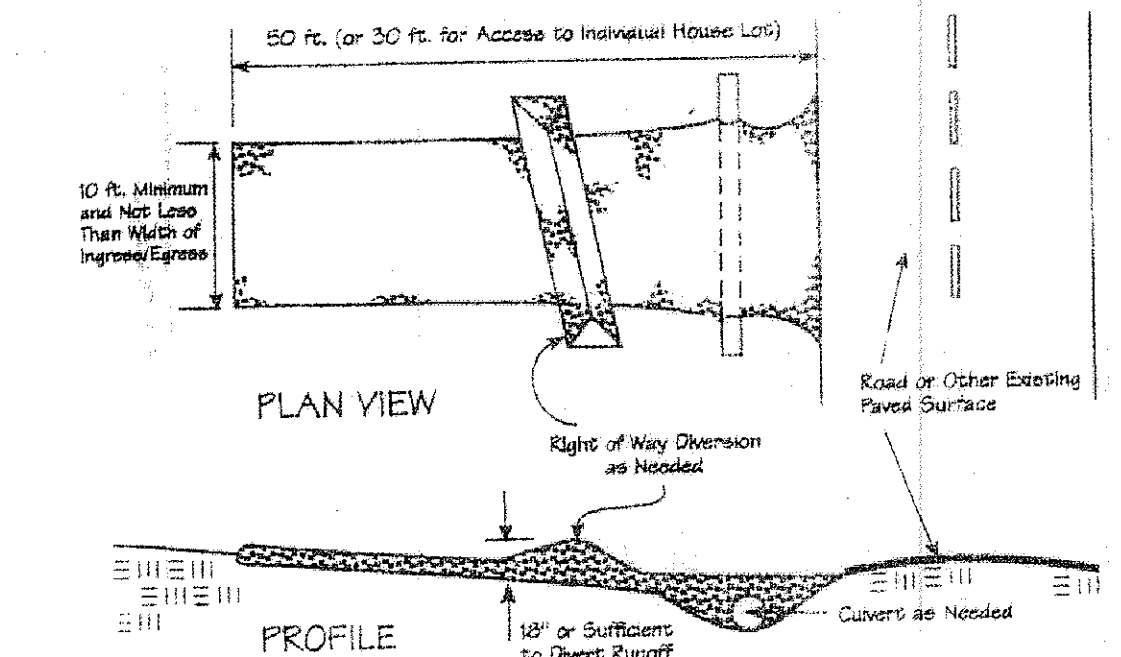 50 ft. (or 30 ft. for Access to Individual House Lot)
10 ft. Minimum
and Not Less
Than Width of
Ingress/Egress
PLAN VIEW
Road or Other Existing
Paved Surface
Right of Way Diversion
as Needed
Culvert as Needed
18" or Sufficient
to Divert Runoff
PROFILE